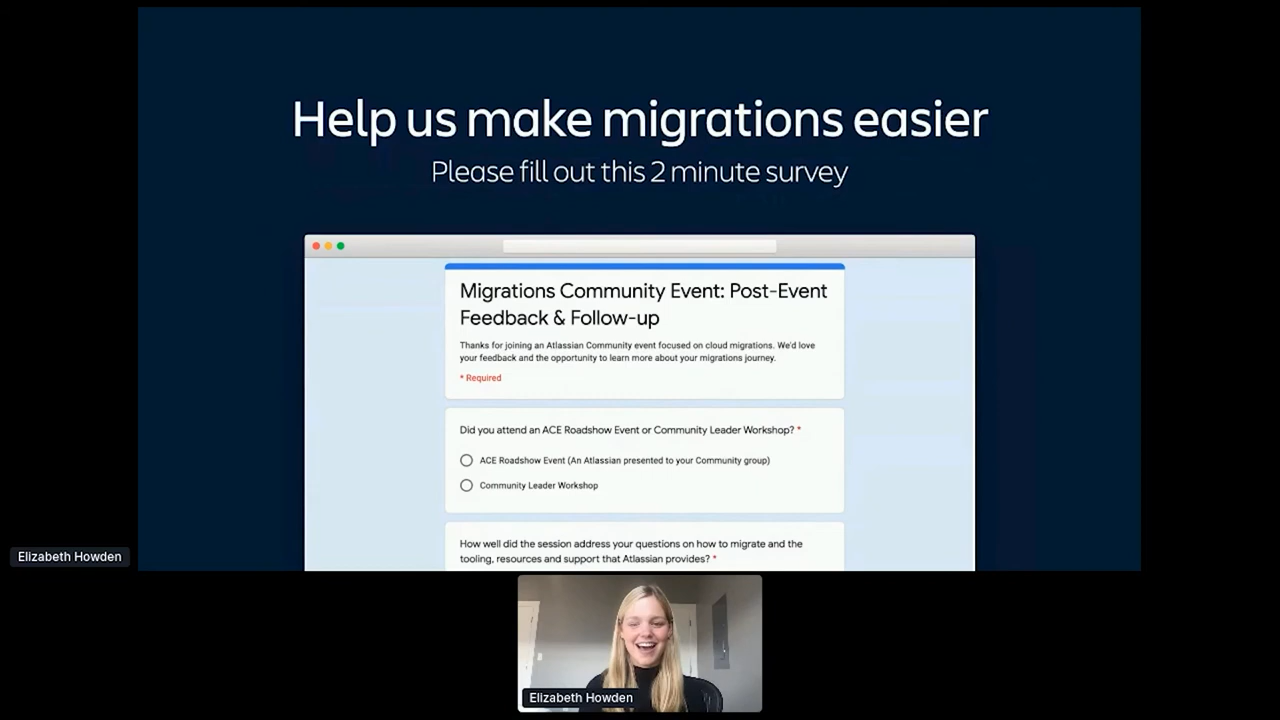 Help us make migrations easier
Please fill out this 2 minute survey
Migrations Community Event: Post-Event
Feedback & Follow-up
Thanks for joining an Atlassian Community event focused on cloud migrations. We'd love
your feedback and the opportunity to learn more about your migrations journey.
* Required
Did you attend an ACE Roadshow Event or Community Leader Workshop? *
ACE Roadshow Event (An Atlassian presented to your Community group)
Community Leader Workshop
How well did the session address your questions on how to migrate and the
tooling, resources and support that Atlassian provides? *
Elizabeth Howden
Elizabeth Howden